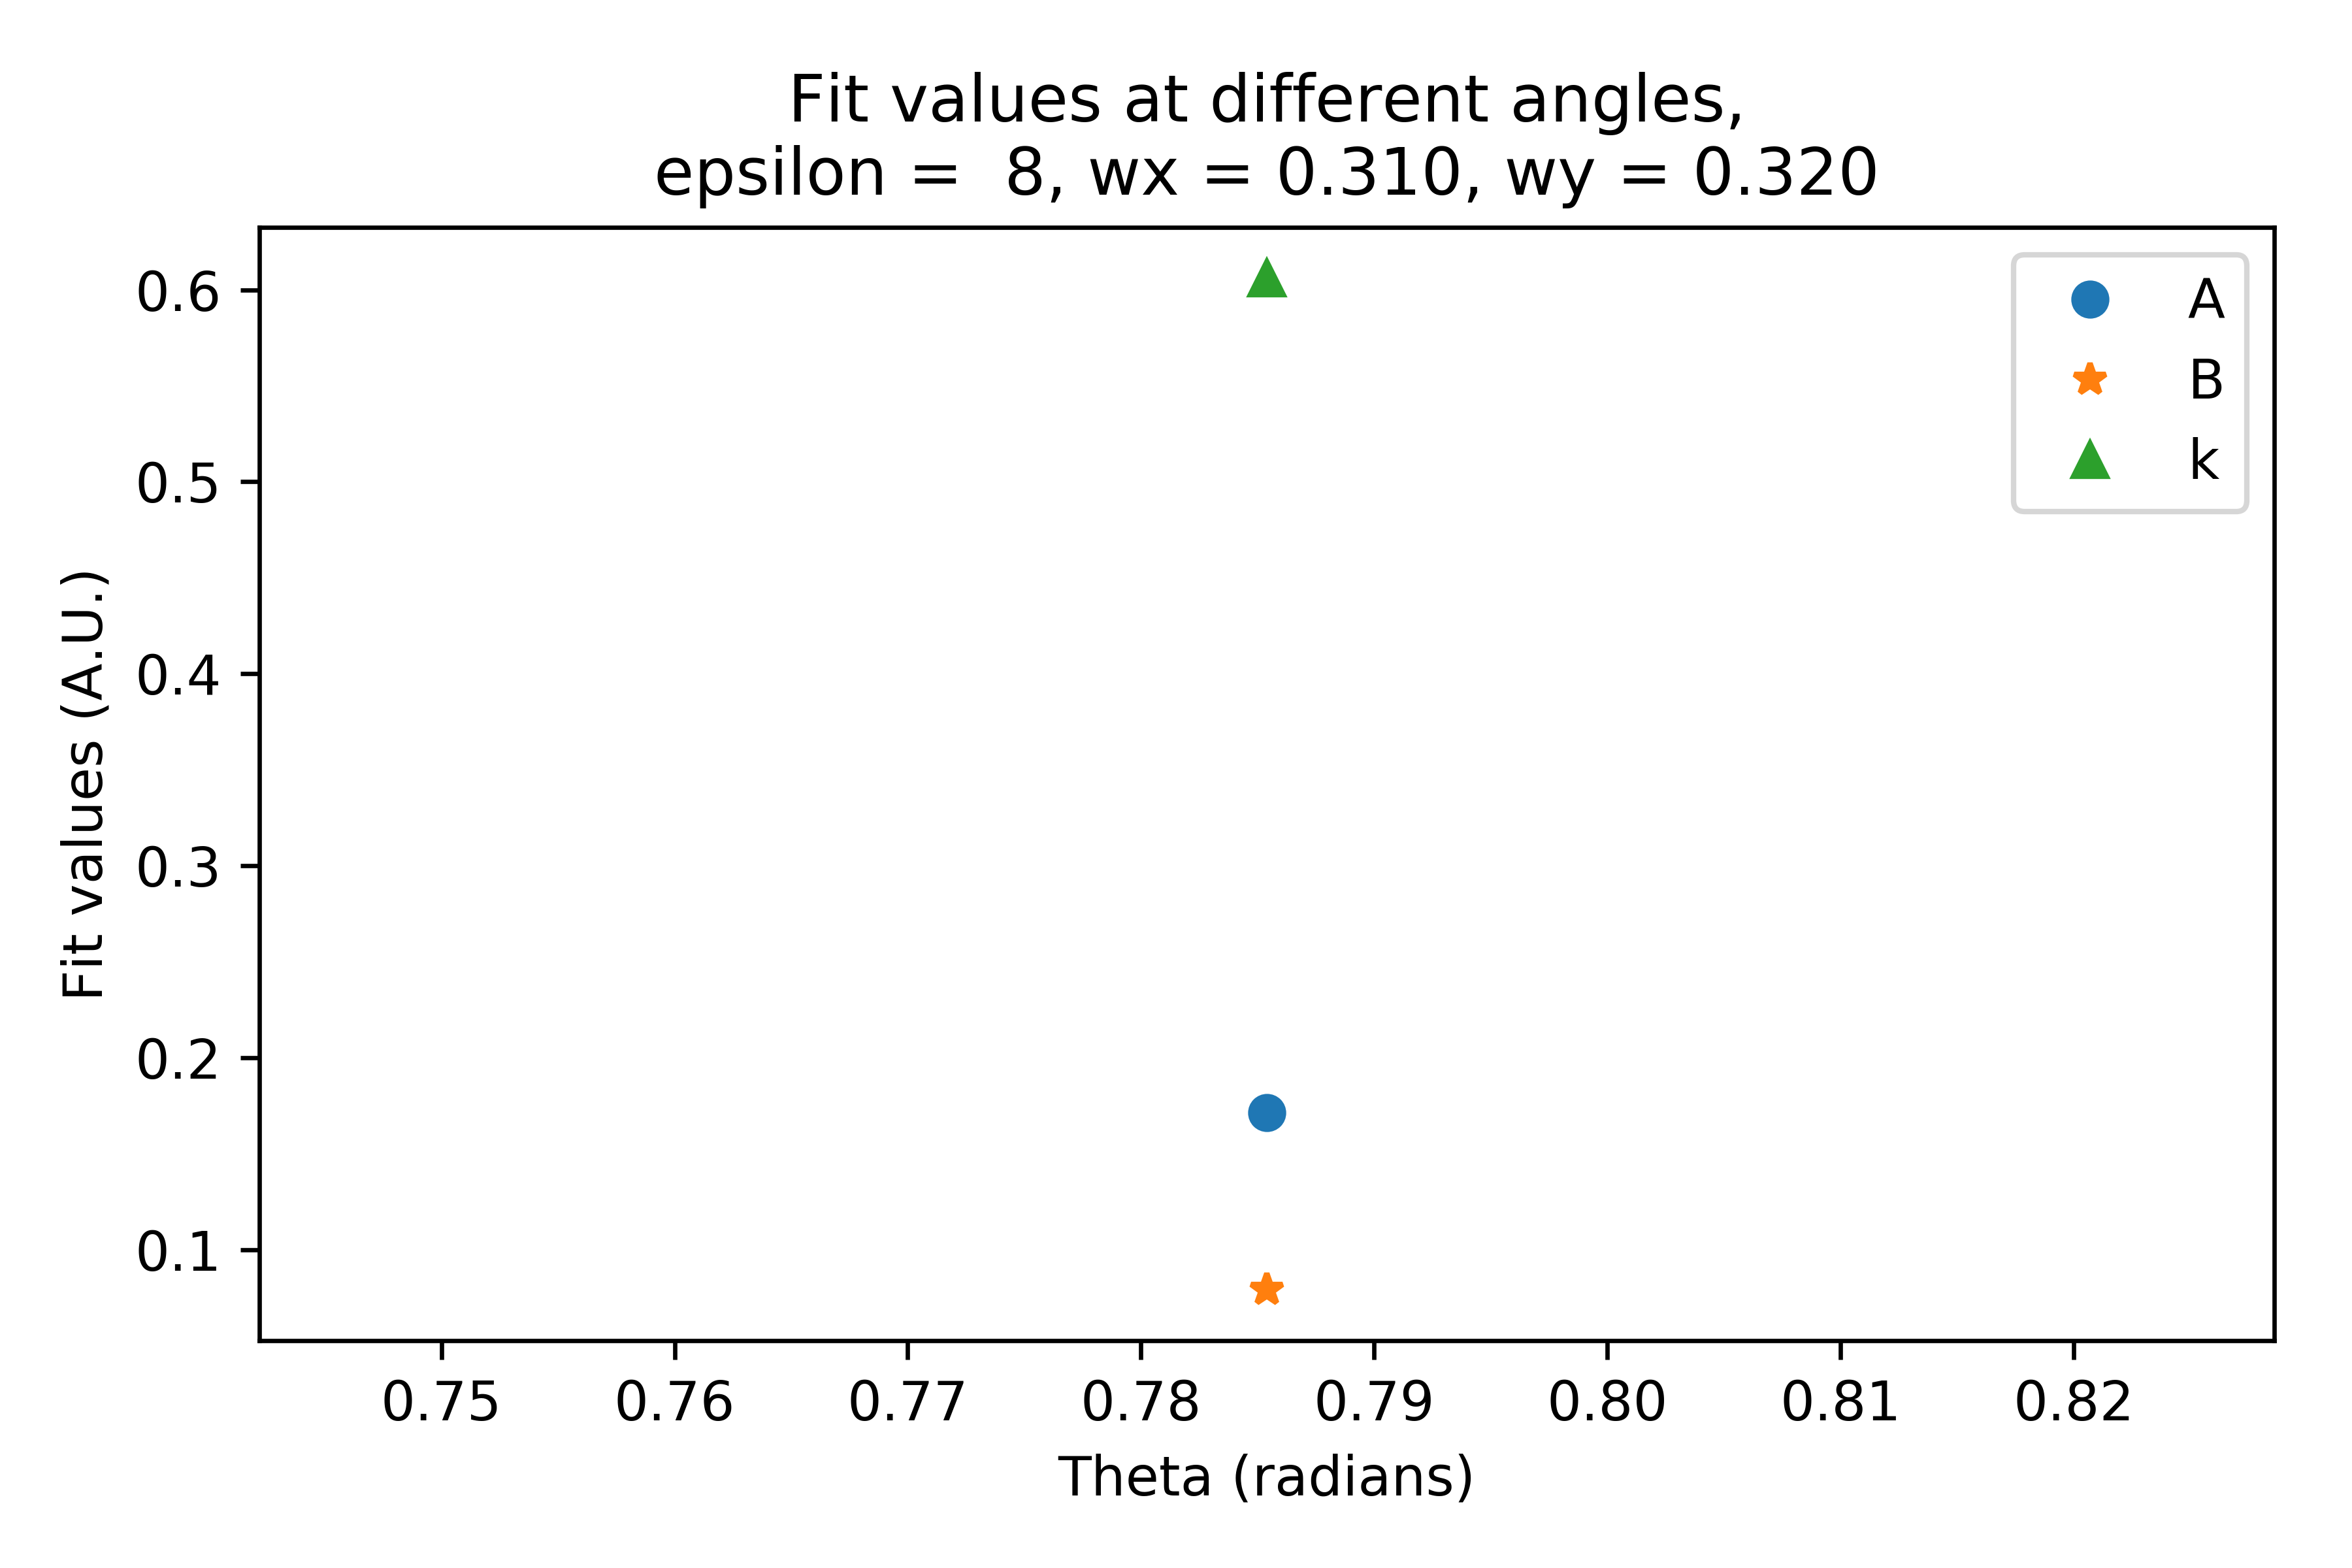 Fit values at different angles,
epsilon =  8, wx = 0.310, wy = 0.320
A
B
k
Fit values (A.U.)
0.6
0.5
0.4
0.3
0.2
0.1
0.75 0.76 0.77 0.78 0.79 0.80 0.81 0.82
Theta (radians)